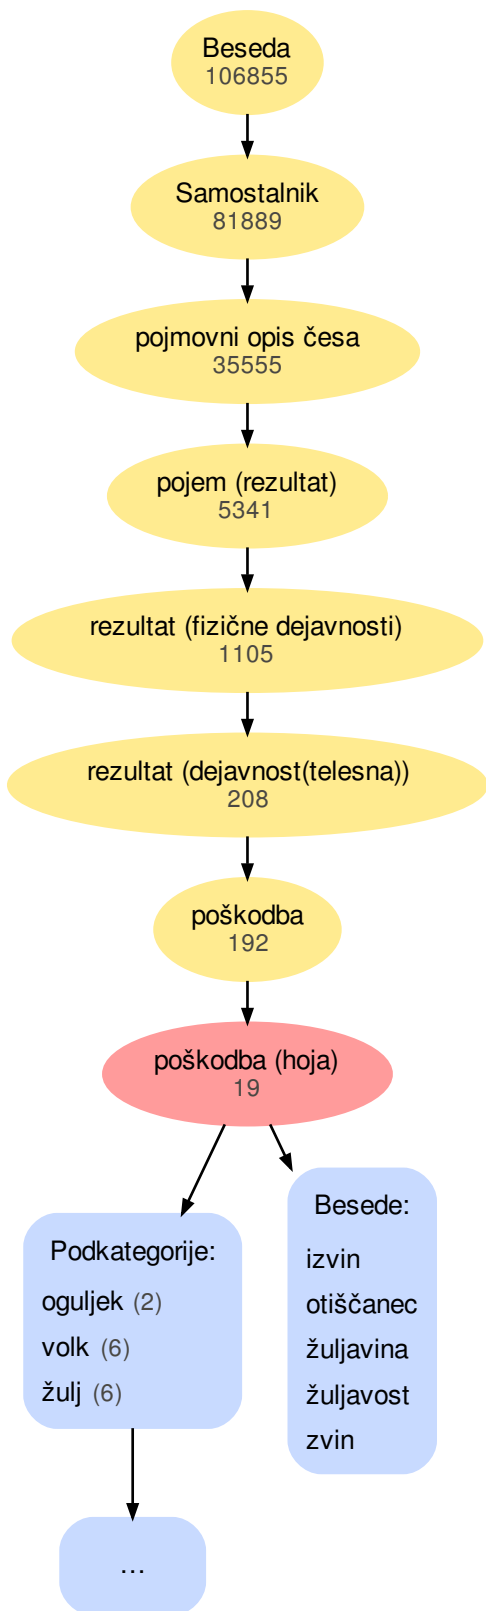 Beseda
106855
Samostalnik
81889
pojmovni opis česa
35555
pojem (rezultat)
5341
rezultat (fizične dejavnosti)
1105
rezultat (dejavnost(telesna))
208
poškodba
192
poškodba (hoja)
19
Podkategorije:
oguljek (2)
volk (6)
žulj (6)
Besede:
izvin
otiščanec
žuljavina
žuljavost
zvin
...